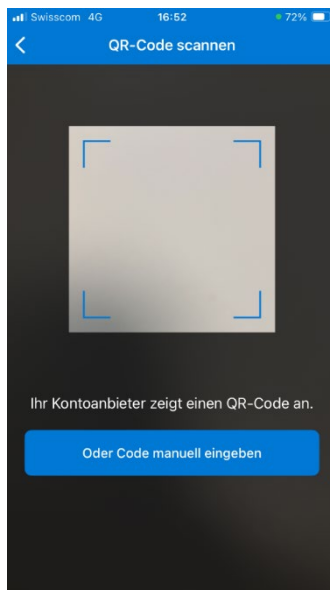 Swisscom 4G 16:52 72%
QR-Code scannen
Ihr Kontoanbieter zeigt einen QR-Code an.
Oder Code manuell eingeben